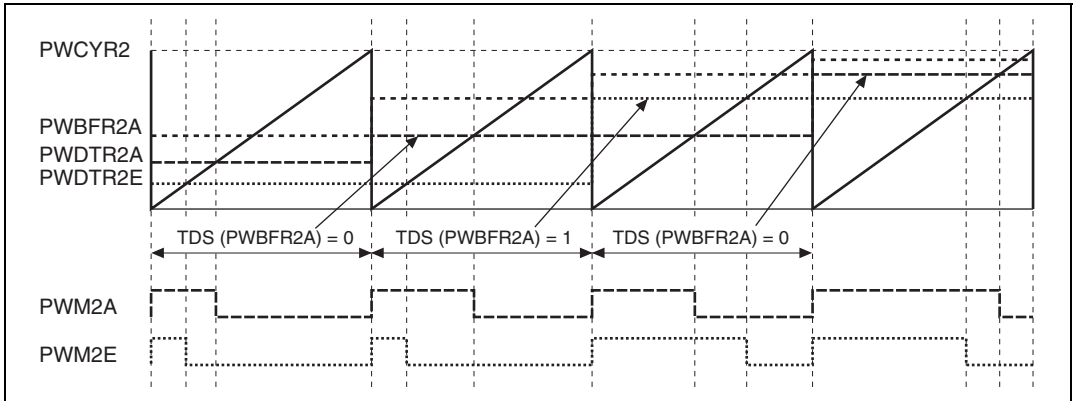 PWCYR2
PWBFR2A
PWDTR2A
PWDTR2E
TDS (PWBFR2A) = 0
TDS (PWBFR2A) = 1
TDS (PWBFR2A) = 0
PWM2A
PWM2E